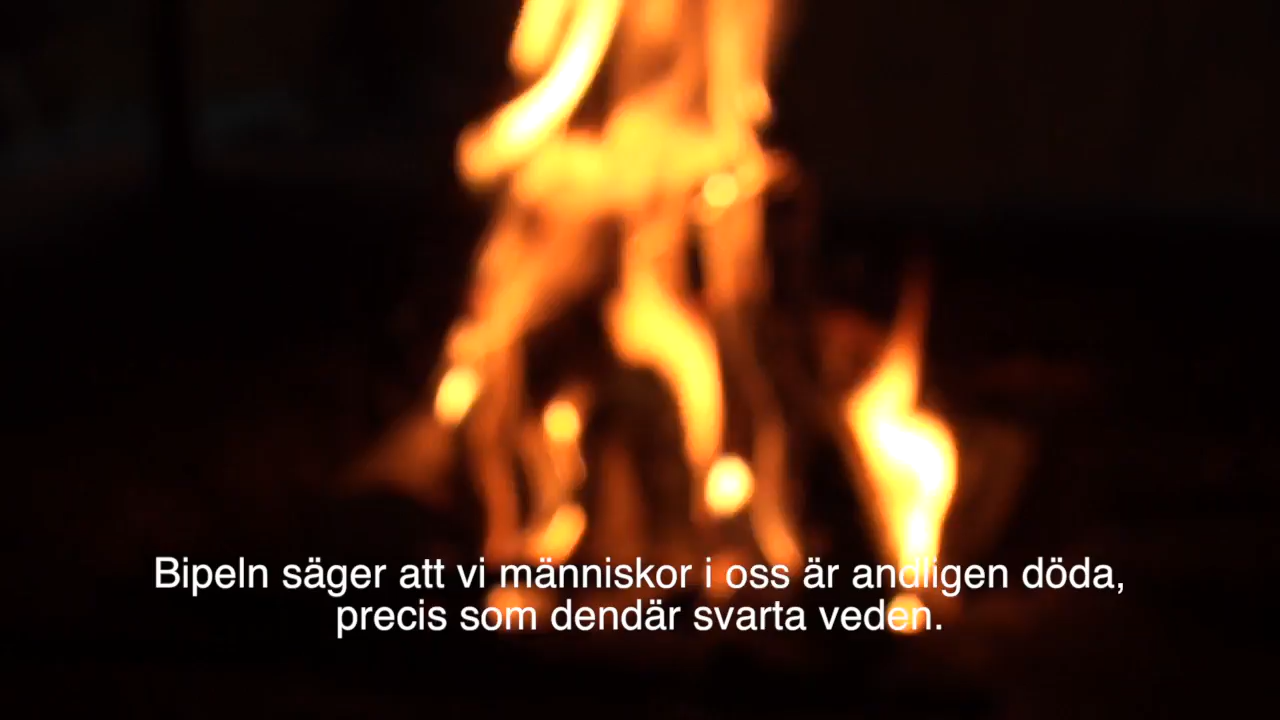 Bipeln säger att vi människor i oss är andligen döda,
precis som dendär svarta veden.